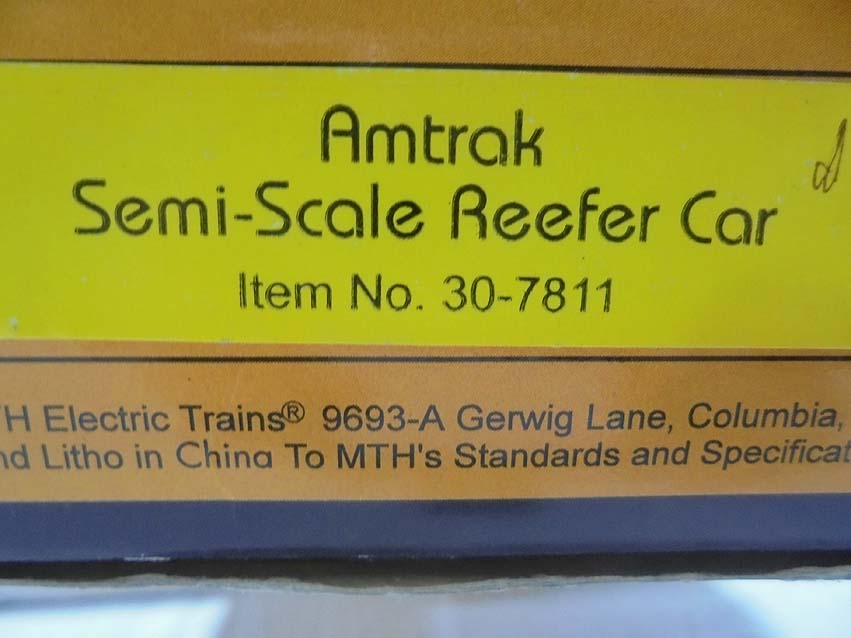 Amtrak
Semi-Scale Reefer Car
Item No. 30-7811
H Electric Trains® 9693-A Gerwig Lane, Columbia,
nd Litho in China To MTH's Standards and Specificat